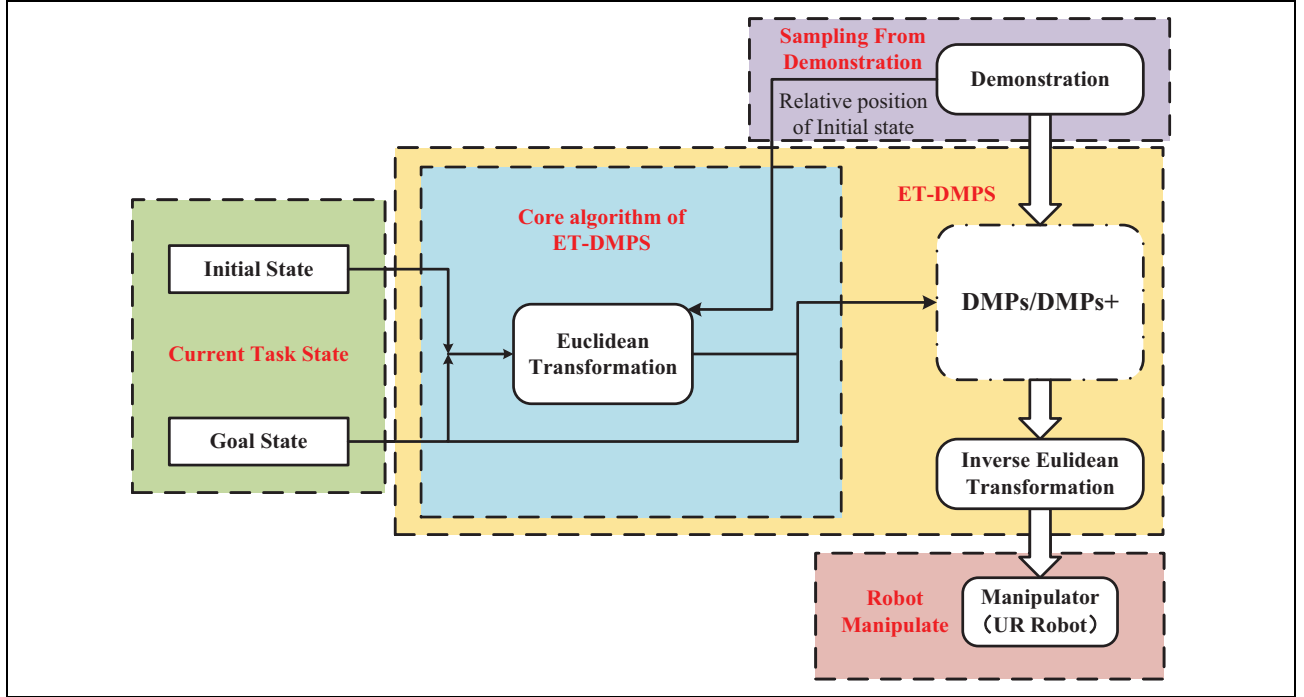 Sampling From
Demonstration
Demonstration
Relative position
of Initial state
ET-DMPS
Core algorithm of
ET-DMPS
Initial State
DMPs/DMPs+
Euclidean
Transformation
Current Task State
Goal State
Inverse Eulidean
Transformation
Robot
Manipulate
Manipulator
（UR Robot）